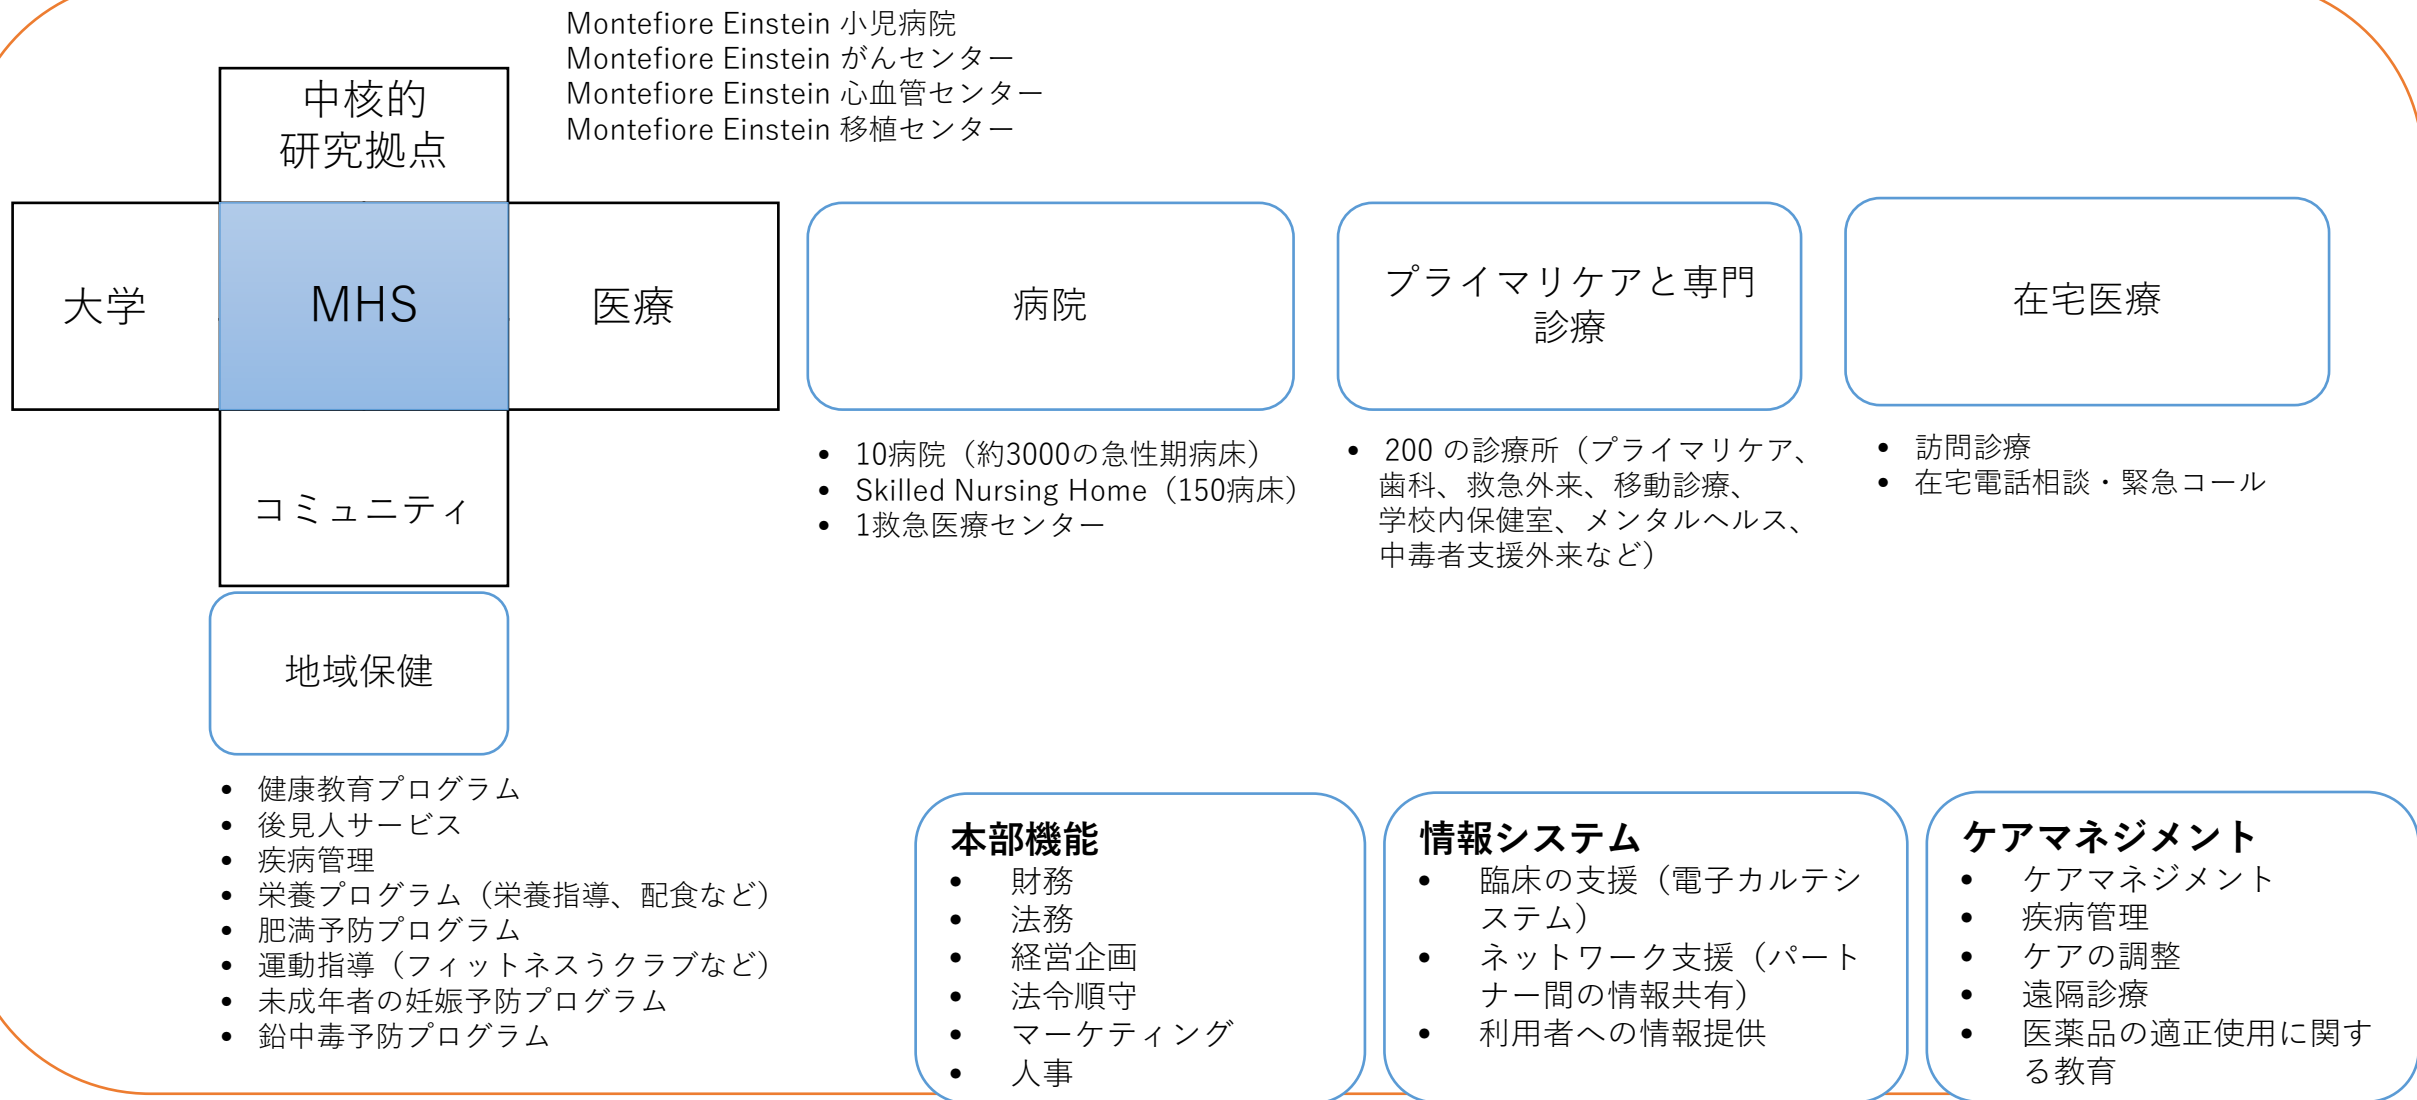 Montefiore Einstein 小児病院
Montefiore Einstein がんセンター
Montefiore Einstein 心血管センター
Montefiore Einstein 移植センター
中核的
研究拠点
大学
MHS
医療
病院
プライマリケアと専門
診療
在宅医療
コミュニティ
• 10病院（約3000の急性期病床）
• Skilled Nursing Home（150病床）
• 1救急医療センター
• 200 の診療所（プライマリケア、
歯科、救急外来、移動診療、
学校内保健室、メンタルヘルス、
中毒者支援外来など）
• 訪問診療
• 在宅電話相談・緊急コール
地域保健
• 健康教育プログラム
• 後見人サービス
• 疾病管理
• 栄養プログラム（栄養指導、配食など）
• 肥満予防プログラム
• 運動指導（フィットネスうクラブなど）
• 未成年者の妊娠予防プログラム
• 鉛中毒予防プログラム
本部機能
• 財務
• 法務
• 経営企画
• 法令順守
• マーケティング
• 人事
情報システム
• 臨床の支援（電子カルテシ
ステム）
• ネットワーク支援（パート
ナー間の情報共有）
• 利用者への情報提供
ケアマネジメント
• ケアマネジメント
• 疾病管理
• ケアの調整
• 遠隔診療
• 医薬品の適正使用に関す
る教育